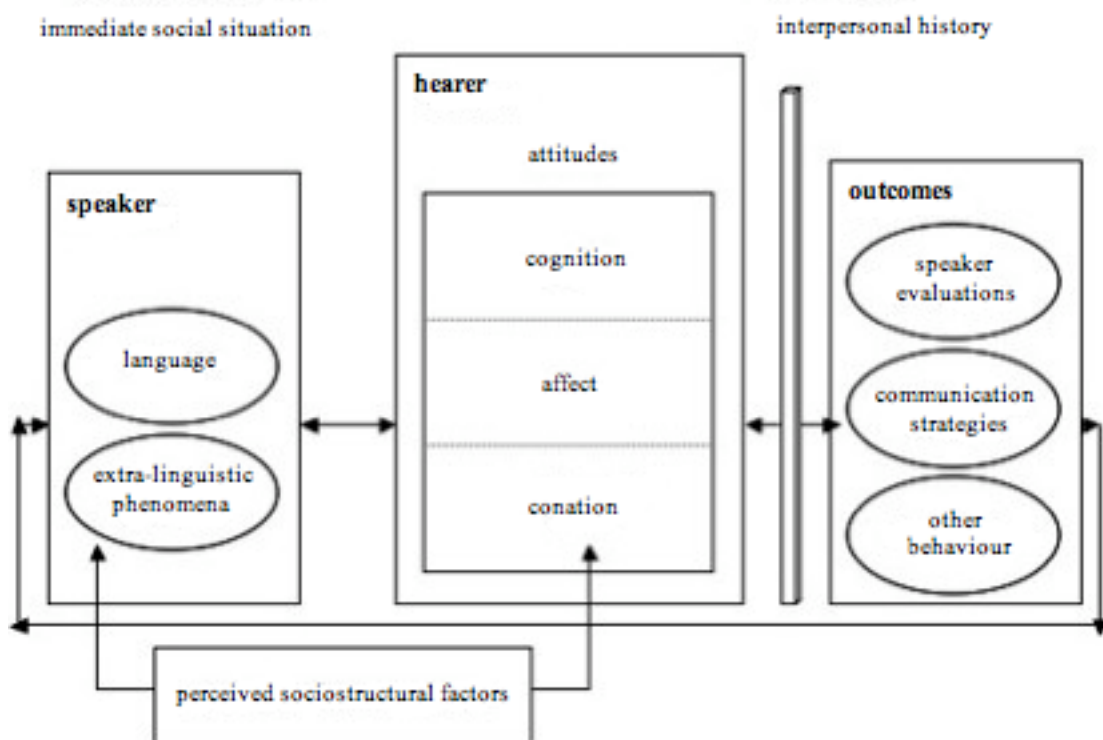 immediate social situation
interpersonal history
hearer
attitudes
speaker
outcomes
cognition
speaker
evaluations
language
affect
communication
strategies
extra-linguistic
phenomena
conation
other
behaviour
perceived sociostructural factors